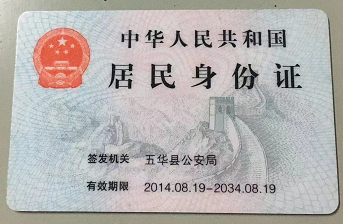 中华人民共和国
居民身份证
签发机关 五华县公安局
有效期限 2014.08.19-2034.08.19